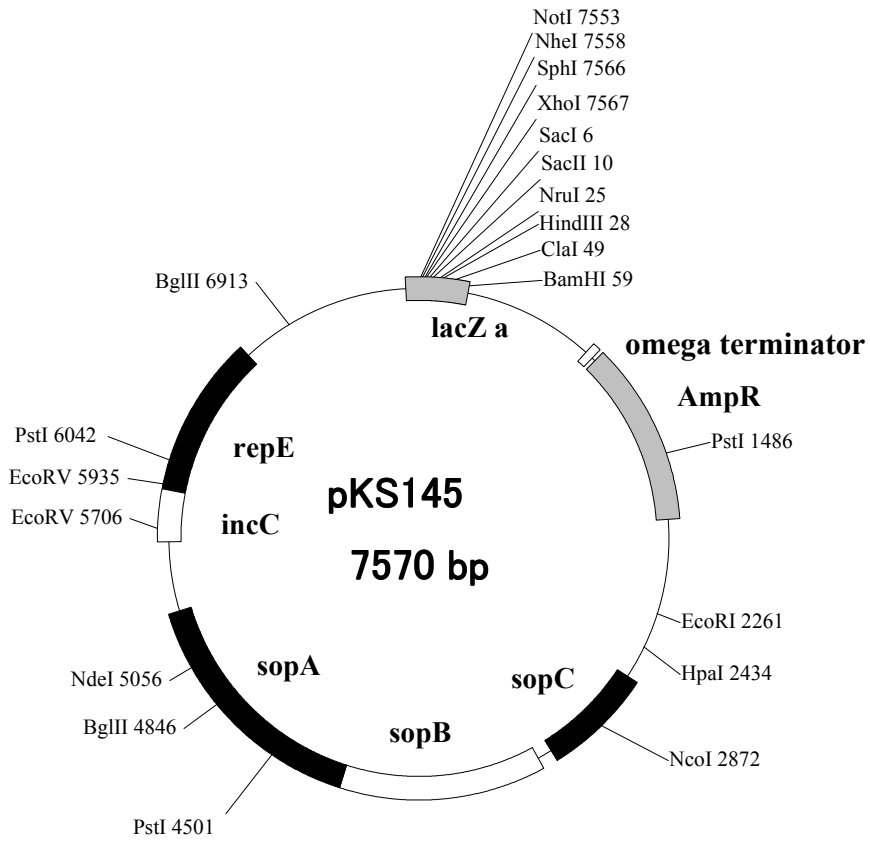 NotI 7553
NheI 7558
SphI 7566
XhoI 7567
SacI 6
SacII 10
NruI 25
HindIII 28
ClaI 49
BamHI 59
BglII 6913
lacZ a
omega terminator
AmpR
PstI 1486
PstI 6042
EcoRV 5935
EcoRV 5706
repE
incC
pKS145
7570 bp
EcoRI 2261
HpaI 2434
NcoI 2872
sopC
sopB
sopA
NdeI 5056
BglII 4846
PstI 4501